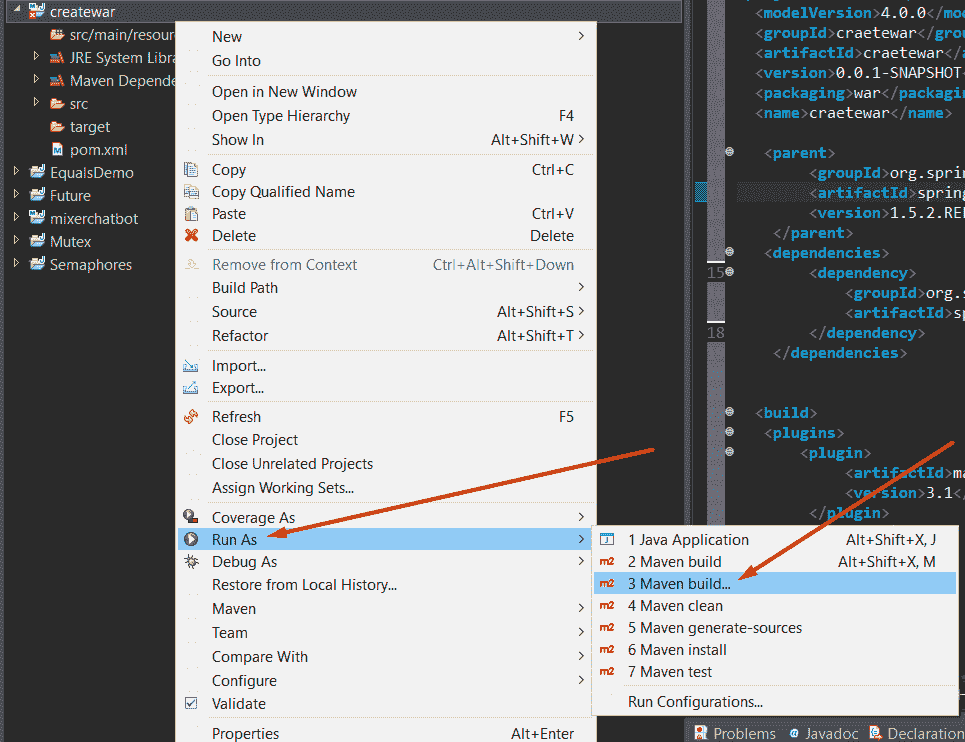 createwar
src/main/resour
JRE System Libra
Maven Depende
src
target
pom.xml
EqualsDemo
Future
mixerchatbot
Mutex
Semaphores
New
Go Into
Open in New Window
Open Type Hierarchy F4
Show In Alt+Shift+W
Copy Ctrl+C
Copy Qualified Name
Paste Ctrl+V
Delete Delete
Remove from Context Ctrl+Alt+Shift+Down
Build Path
Source Alt+Shift+S
Refactor Alt+Shift+T
Import...
Export...
Refresh F5
Close Project
Close Unrelated Projects
Assign Working Sets...
Coverage As
Run As
Debug As
Restore from Local History...
Maven
Team
Compare With
Configure
Validate
Properties Alt+Enter
1 Java Application Alt+Shift+X, J
2 Maven build Alt+Shift+X, M
3 Maven build...
4 Maven clean
5 Maven generate-sources
6 Maven install
7 Maven test
Run Configurations...
<modelVersion>4.0.0</mod
<groupId>craetewar</grou
<artifactId>craetewar</a
<version>0.0.1-SNAPSHOT<
<packaging>war</packagin
<name>craetewar</name>
<parent>
<groupId>org.sprin
<artifactId>spring
<version>1.5.2.REL
</parent>
<dependencies>
15 <dependency>
<groupId>org.s
<artifactId>sp
18 </dependency>
</dependencies>
<build>
<plugins>
<plugin>
<artifactId>ma
<version>3.1</
</plugin>
Problems Javadoc Declaration